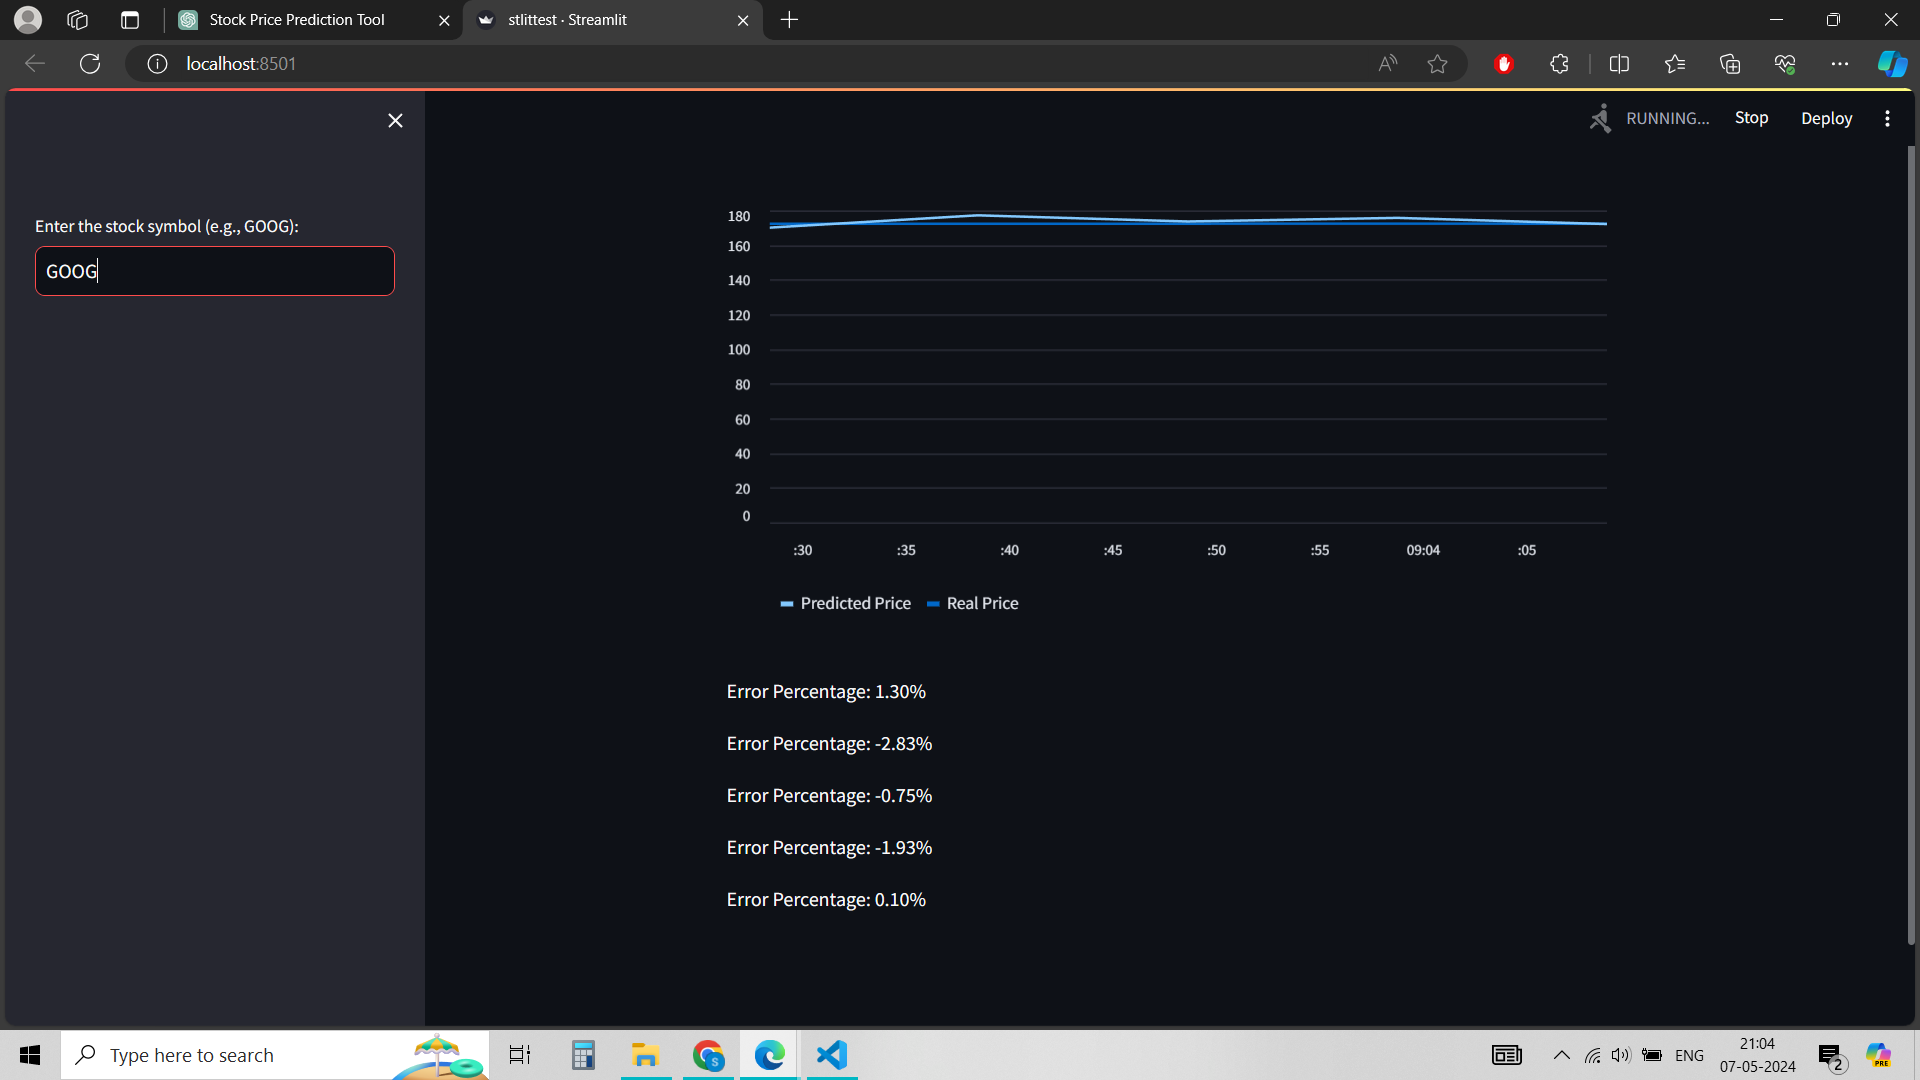 Stock Price Prediction Tool
stlittest · Streamlit
localhost:8501
RUNNING...
Stop
Deploy
Enter the stock symbol (e.g., GOOG):
GOOG
180
160
140
120
100
80
60
40
20
0
:30 :35 :40 :45 :50 :55 09:04 :05
Predicted Price Real Price
Error Percentage: 1.30%
Error Percentage: -2.83%
Error Percentage: -0.75%
Error Percentage: -1.93%
Error Percentage: 0.10%
Type here to search
S
ENG
21:04
07-05-2024
2
PRE